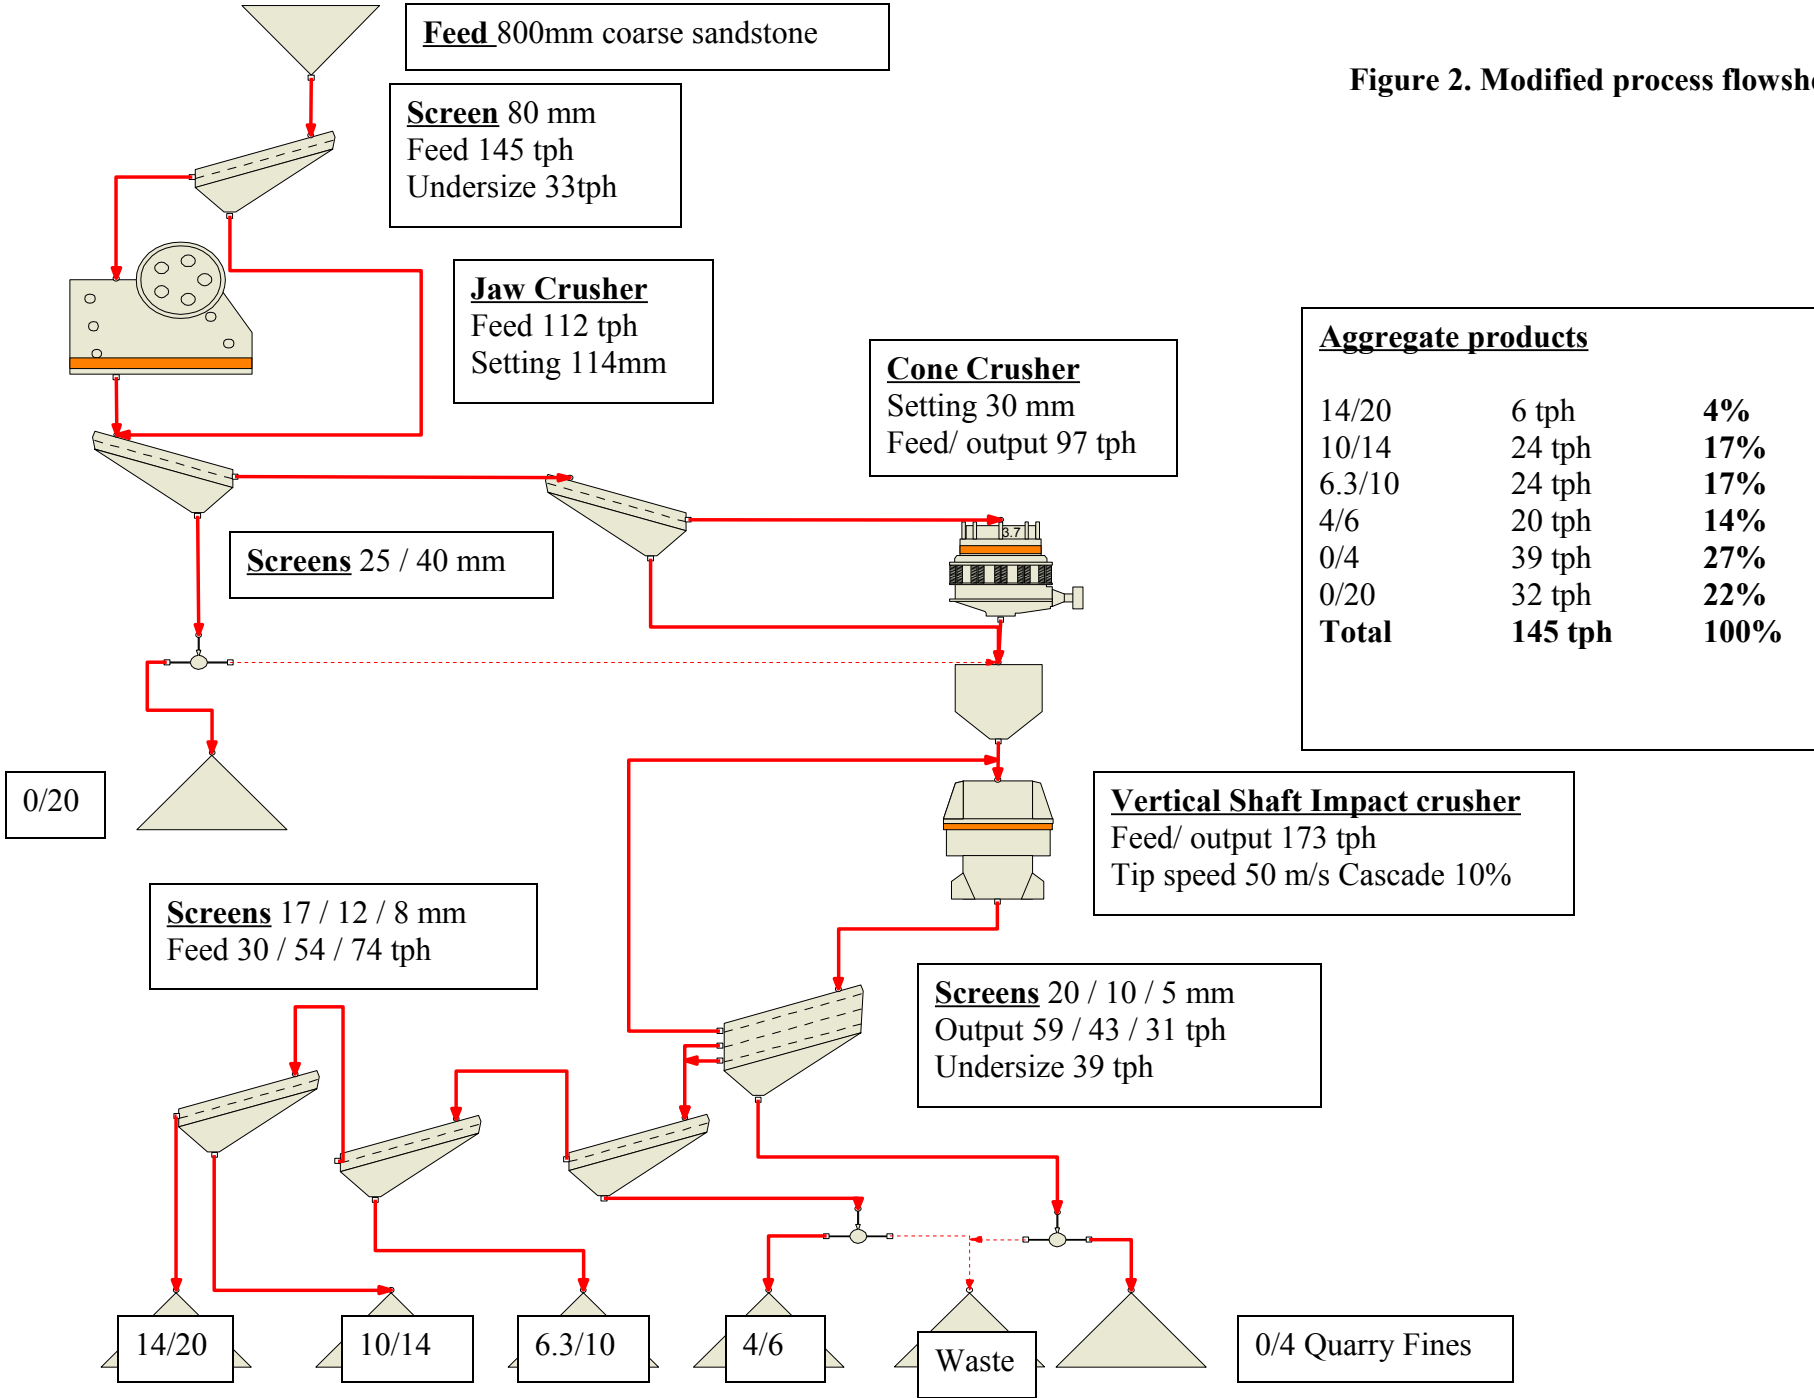 Feed 800mm coarse sandstone
Figure 2. Modified process flowshe
Screen 80 mm
Feed 145 tph
Undersize 33tph
Jaw Crusher
Feed 112 tph
Setting 114mm
Cone Crusher
Setting 30 mm
Feed/ output 97 tph
Aggregate products
14/20 6 tph 4%
10/14 24 tph 17%
6.3/10 24 tph 17%
4/6 20 tph 14%
0/4 39 tph 27%
0/20 32 tph 22%
Total 145 tph 100%
3.7
Screens 25 / 40 mm
0/20
Vertical Shaft Impact crusher
Feed/ output 173 tph
Tip speed 50 m/s Cascade 10%
Screens 17 / 12 / 8 mm
Feed 30 / 54 / 74 tph
Screens 20 / 10 / 5 mm
Output 59 / 43 / 31 tph
Undersize 39 tph
14/20
10/14
6.3/10
4/6
Waste
0/4 Quarry Fines